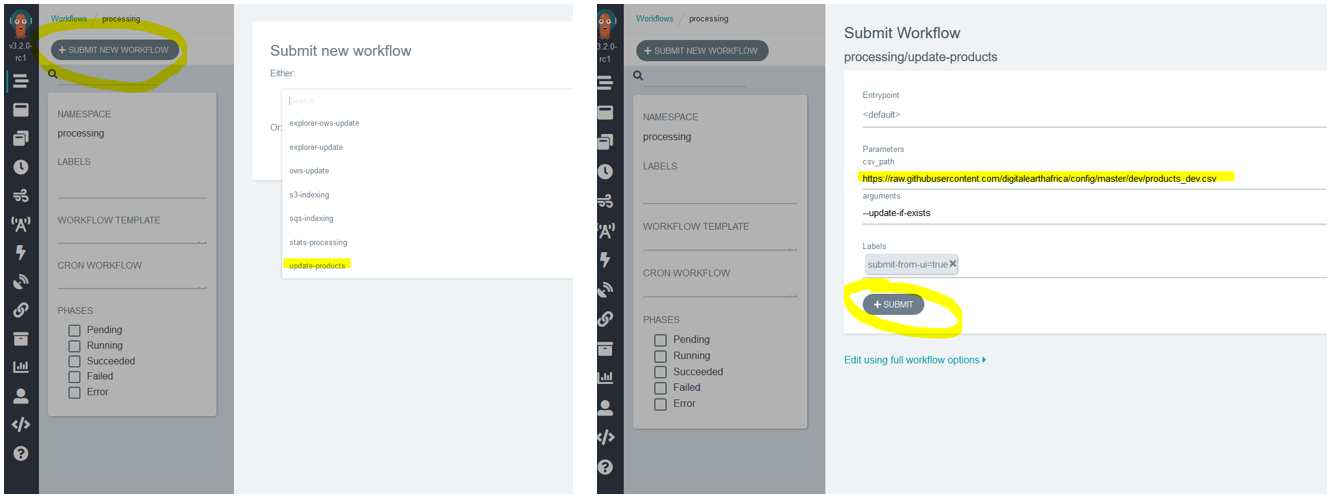 Workflows / processing
v3.2.0-
rc1
+ SUBMIT NEW WORKFLOW
NAMESPACE
processing
LABELS
WORKFLOW TEMPLATE
CRON WORKFLOW
PHASES
Pending
Running
Succeeded
Failed
Error
Submit new workflow
Either:
Search
Or:
explorer-ows-update
explorer-update
ows-update
s3-indexing
sqs-indexing
stats-processing
update-products
Workflows / processing
v3.2.0-
rc1
+ SUBMIT NEW WORKFLOW
NAMESPACE
processing
LABELS
WORKFLOW TEMPLATE
CRON WORKFLOW
PHASES
Pending
Running
Succeeded
Failed
Error
Submit Workflow
processing/update-products
Entrypoint
<default>
Parameters
csv_path
https://raw.githubusercontent.com/digitalearthafrica/config/master/dev/products_dev.csv
arguments
--update-if-exists
Labels
submit-from-ui=true
+ SUBMIT
Edit using full workflow options